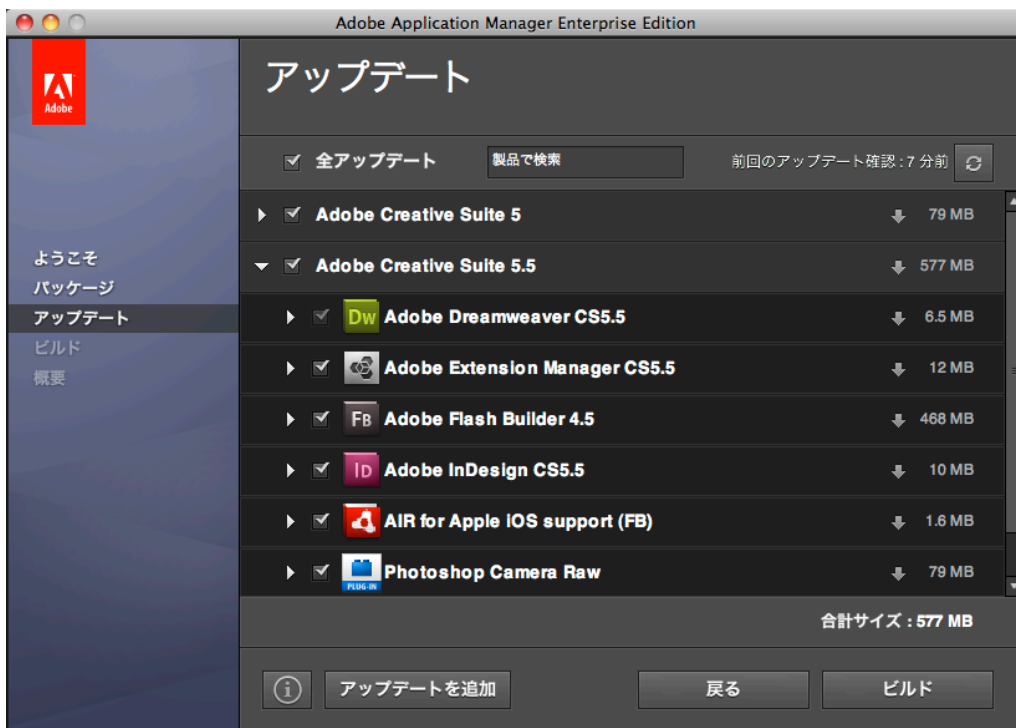 Adobe Application Manager Enterprise Edition
Adobe
アップデート
全アップデート
製品で検索
前回のアップデート確認 : 7 分前
Adobe Creative Suite 5
79 MB
Adobe Creative Suite 5.5
577 MB
Dw Adobe Dreamweaver CS5.5
6.5 MB
Adobe Extension Manager CS5.5
12 MB
FB Adobe Flash Builder 4.5
468 MB
ID Adobe InDesign CS5.5
10 MB
AIR for Apple iOS support (FB)
1.6 MB
PLUG-IN
Photoshop Camera Raw
79 MB
ようこそ
パッケージ
アップデート
ビルド
概要
合計サイズ : 577 MB
アップデートを追加
戻る
ビルド